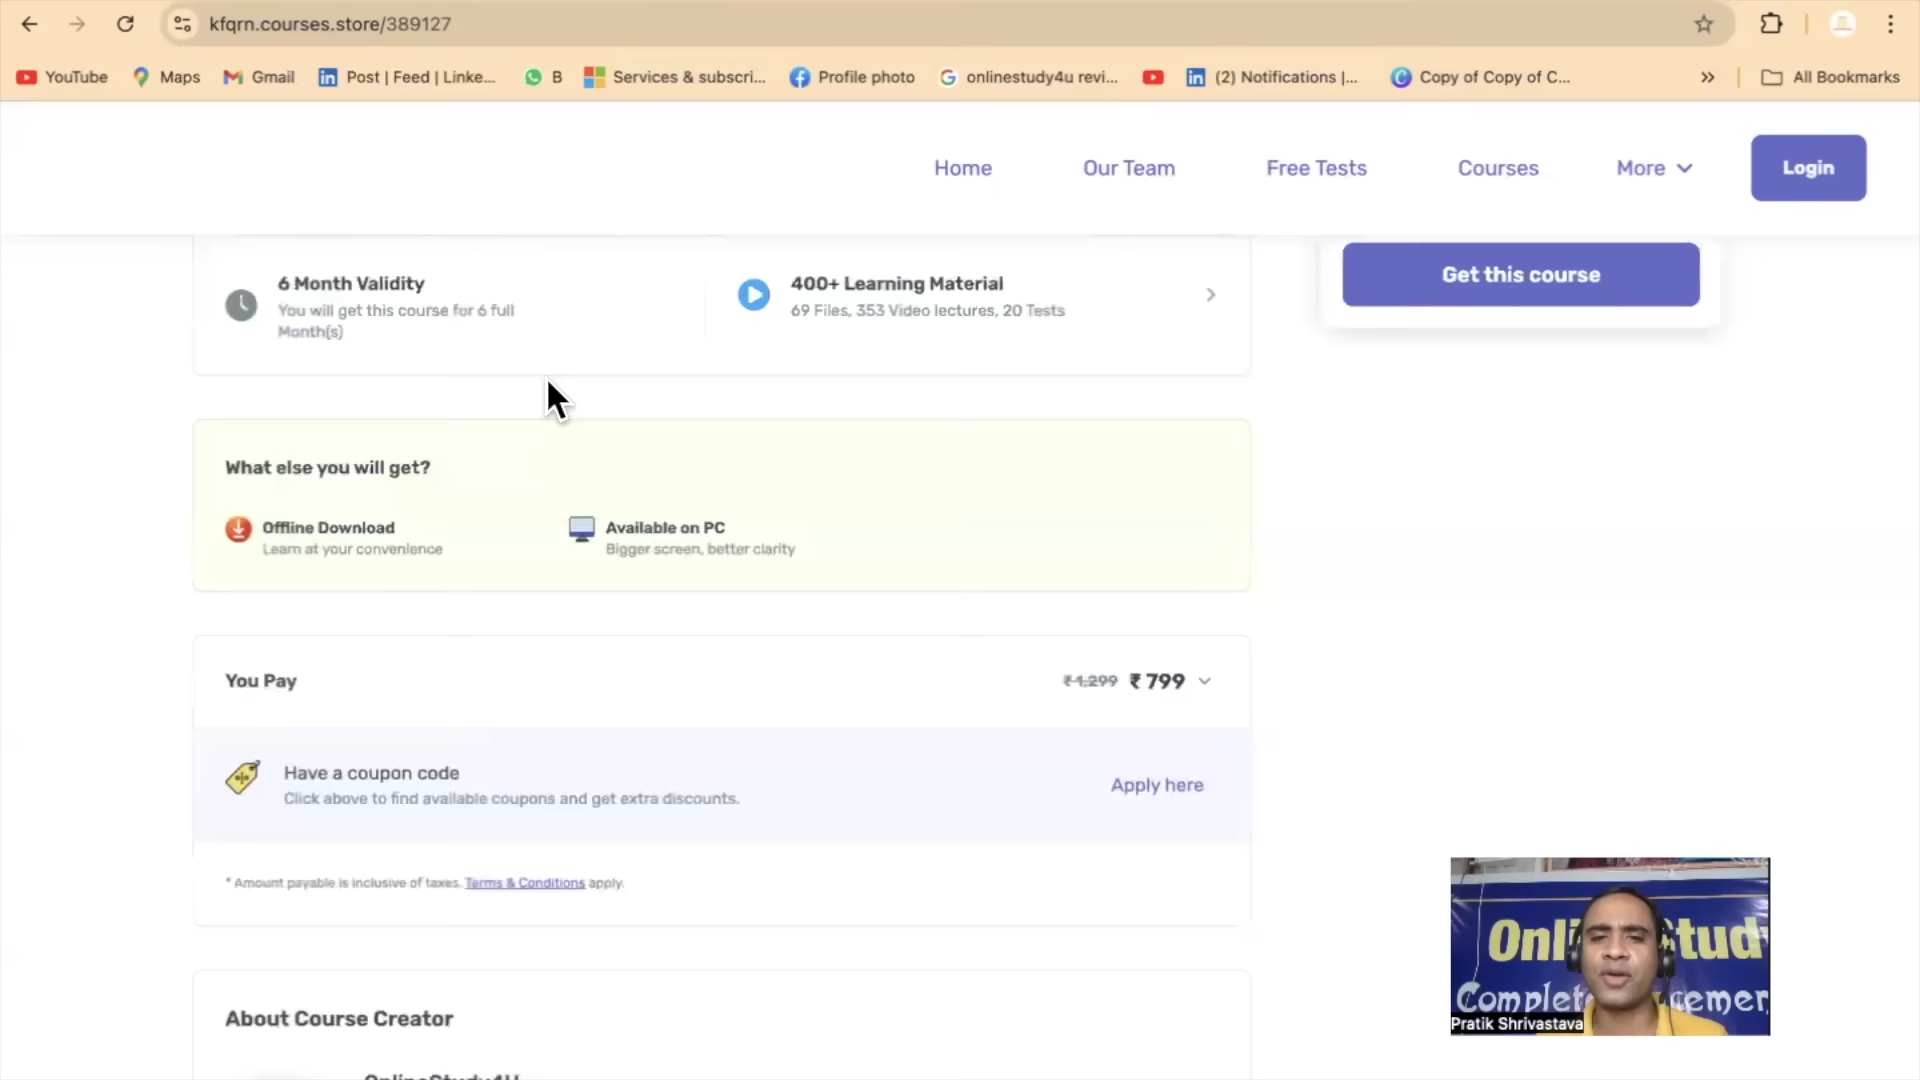 kfqrn.courses.store/389127
YouTube Maps Gmail Post | Feed | Linke... B Services & subscri... Profile photo onlinestudy4u revi... (2) Notifications |... Copy of Copy of C... All Bookmarks
Home Our Team Free Tests Courses More Login
6 Month Validity
You will get this course for 6 full
Month(s)
400+ Learning Material
69 Files, 353 Video lectures, 20 Tests
Get this course
What else you will get?
Offline Download
Learn at your convenience
Available on PC
Bigger screen, better clarity
You Pay ₹ 1,299 ₹ 799
Have a coupon code
Click above to find available coupons and get extra discounts.
Apply here
* Amount payable is inclusive of taxes. Terms & Conditions apply.
About Course Creator
OnlineStudy4U
Pratik Shrivastava